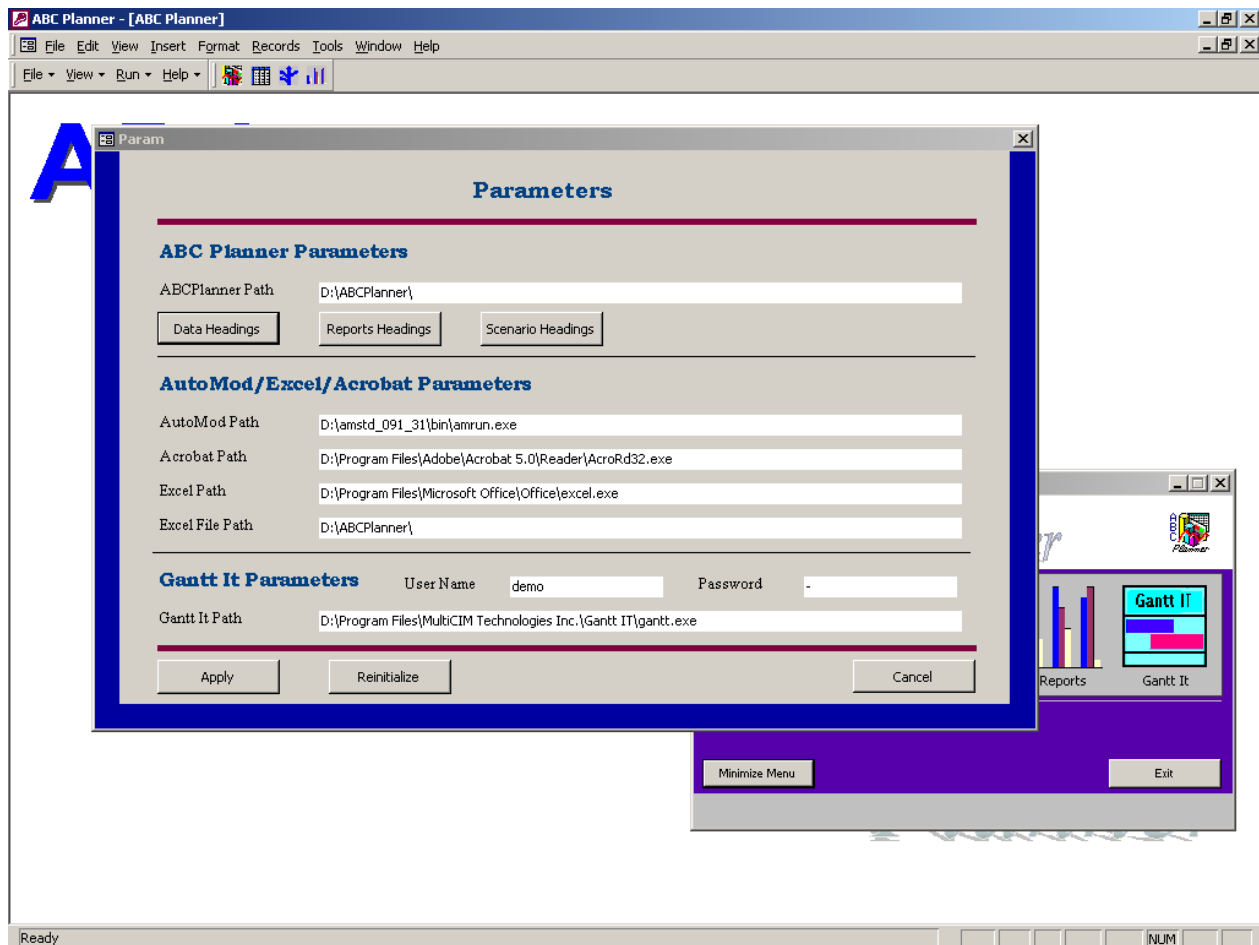 ABC Planner - [ABC Planner]
File Edit View Insert Format Records Tools Window Help
File View Run Help
A
Param
Parameters
ABC Planner Parameters
ABCPlanner Path D:\ABCPlanner\
Data Headings Reports Headings Scenario Headings
AutoMod/Excel/Acrobat Parameters
AutoMod Path D:\amstd_091_31\bin\amrun.exe
Acrobat Path D:\Program Files\Adobe\Acrobat 5.0\Reader\AcroRd32.exe
Excel Path D:\Program Files\Microsoft Office\Office\excel.exe
Excel File Path D:\ABCPlanner\
Gantt It Parameters User Name demo Password -
Gantt It Path D:\Program Files\MultiCIM Technologies Inc.\Gantt IT\gantt.exe
Apply Reinitialize Cancel
er
ABC
Planner
Gantt IT
Reports Gantt It
Minimize Menu Exit
Ready NUM